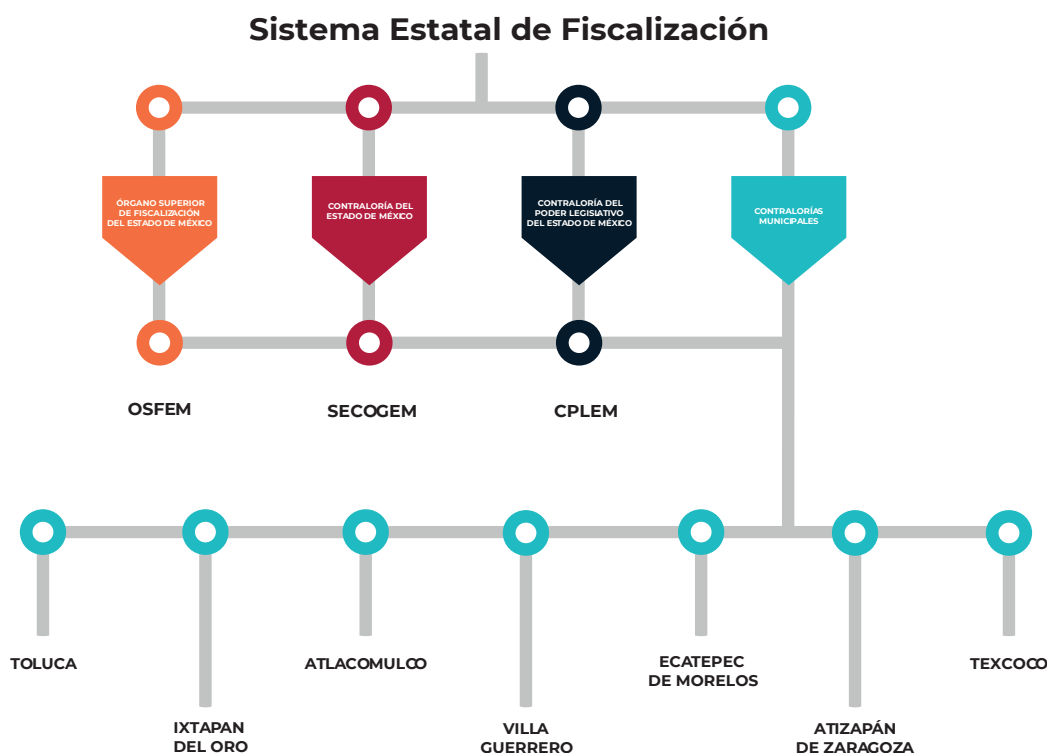 Sistema Estatal de Fiscalización
ÓRGANO SUPERIOR
DE FISCALIZACIÓN
DEL ESTADO DE MÉXICO
CONTRALORÍA DEL
ESTADO DE MÉXICO
CONTRALORÍA DEL
PODER LEGISLATIVO
DEL ESTADO DE MÉXICO
CONTRALORÍAS
MUNICIPALES
OSFEM
SECOGEM
CPLEM
TOLUCA
IXTAPAN
DEL ORO
ATLACOMULCO
VILLA
GUERRERO
ECATEPEC
DE MORELOS
ATIZAPÁN
DE ZARAGOZA
TEXCOCO